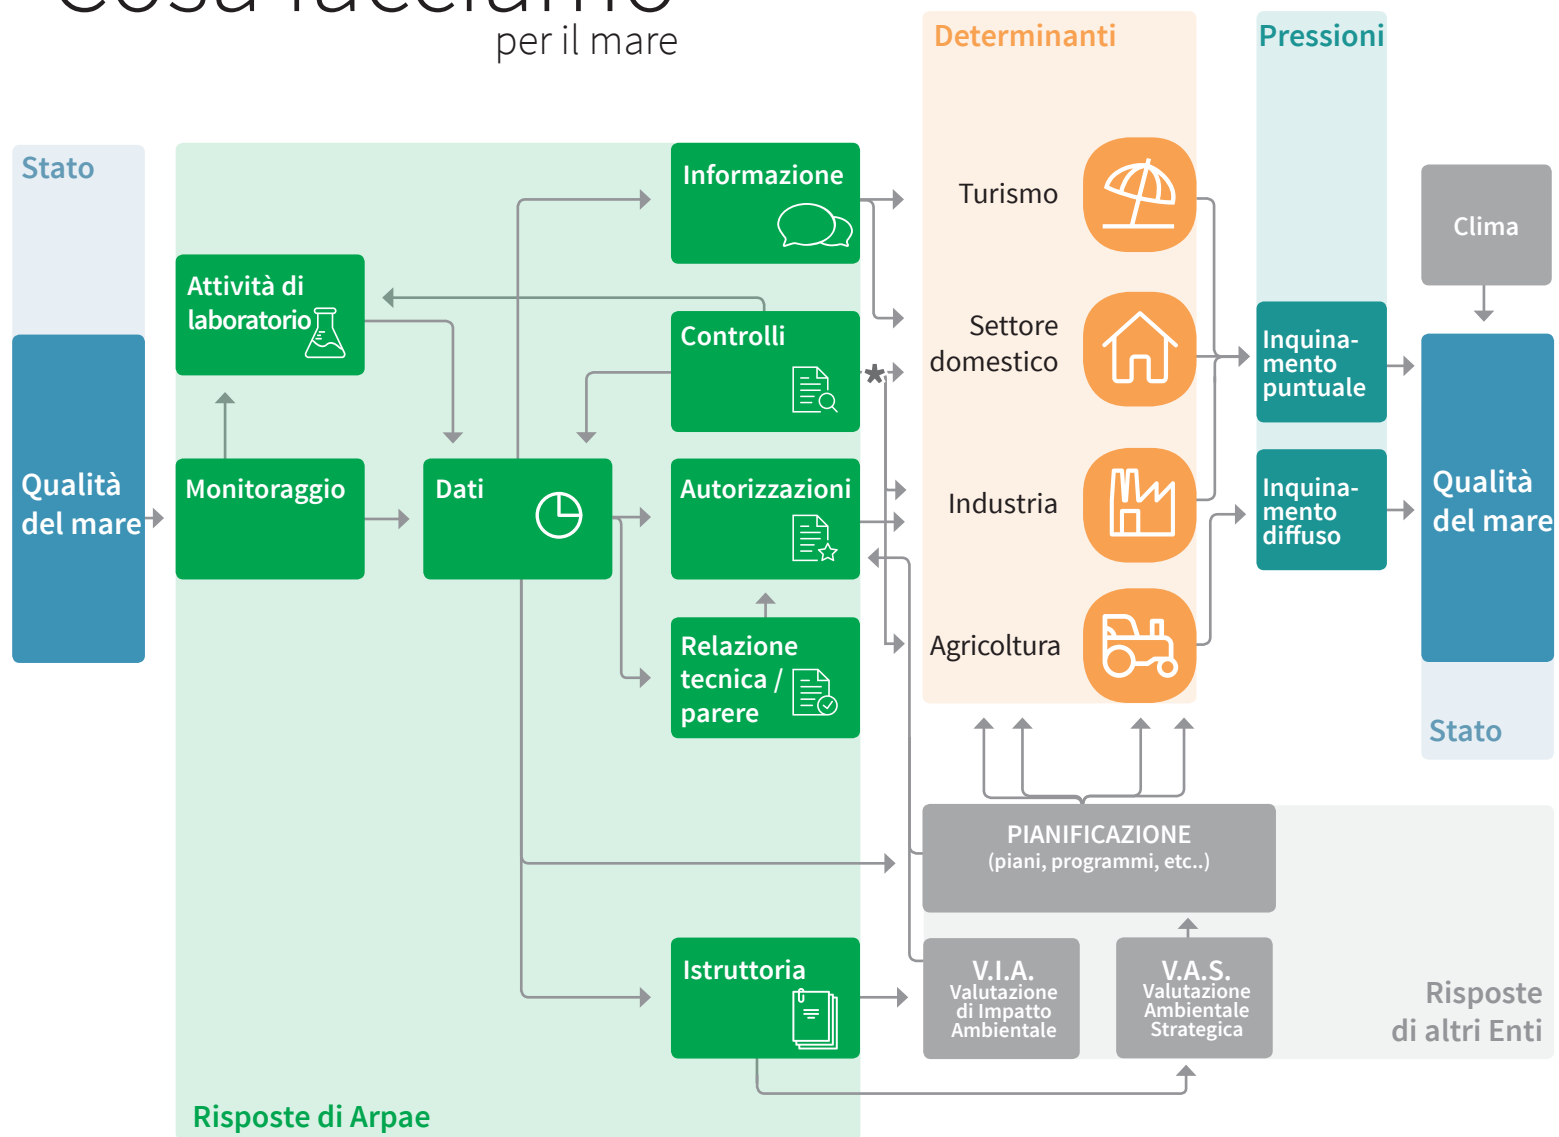 Cosa facciamo
per il mare
Determinanti
Pressioni
Stato
Qualità
del mare
Attività di
laboratorio
Monitoraggio
Dati
Informazione
Controlli
*
Autorizzazioni
Relazione
tecnica /
parere
Istruttoria
Risposte di Arpae
Turismo
Settore
domestico
Industria
Agricoltura
Inquina-
mento
puntuale
Inquina-
mento
diffuso
Clima
Qualità
del mare
Stato
PIANIFICAZIONE
(piani, programmi, etc..)
V.I.A.
Valutazione
di Impatto
Ambientale
V.A.S.
Valutazione
Ambientale
Strategica
Risposte
di altri Enti